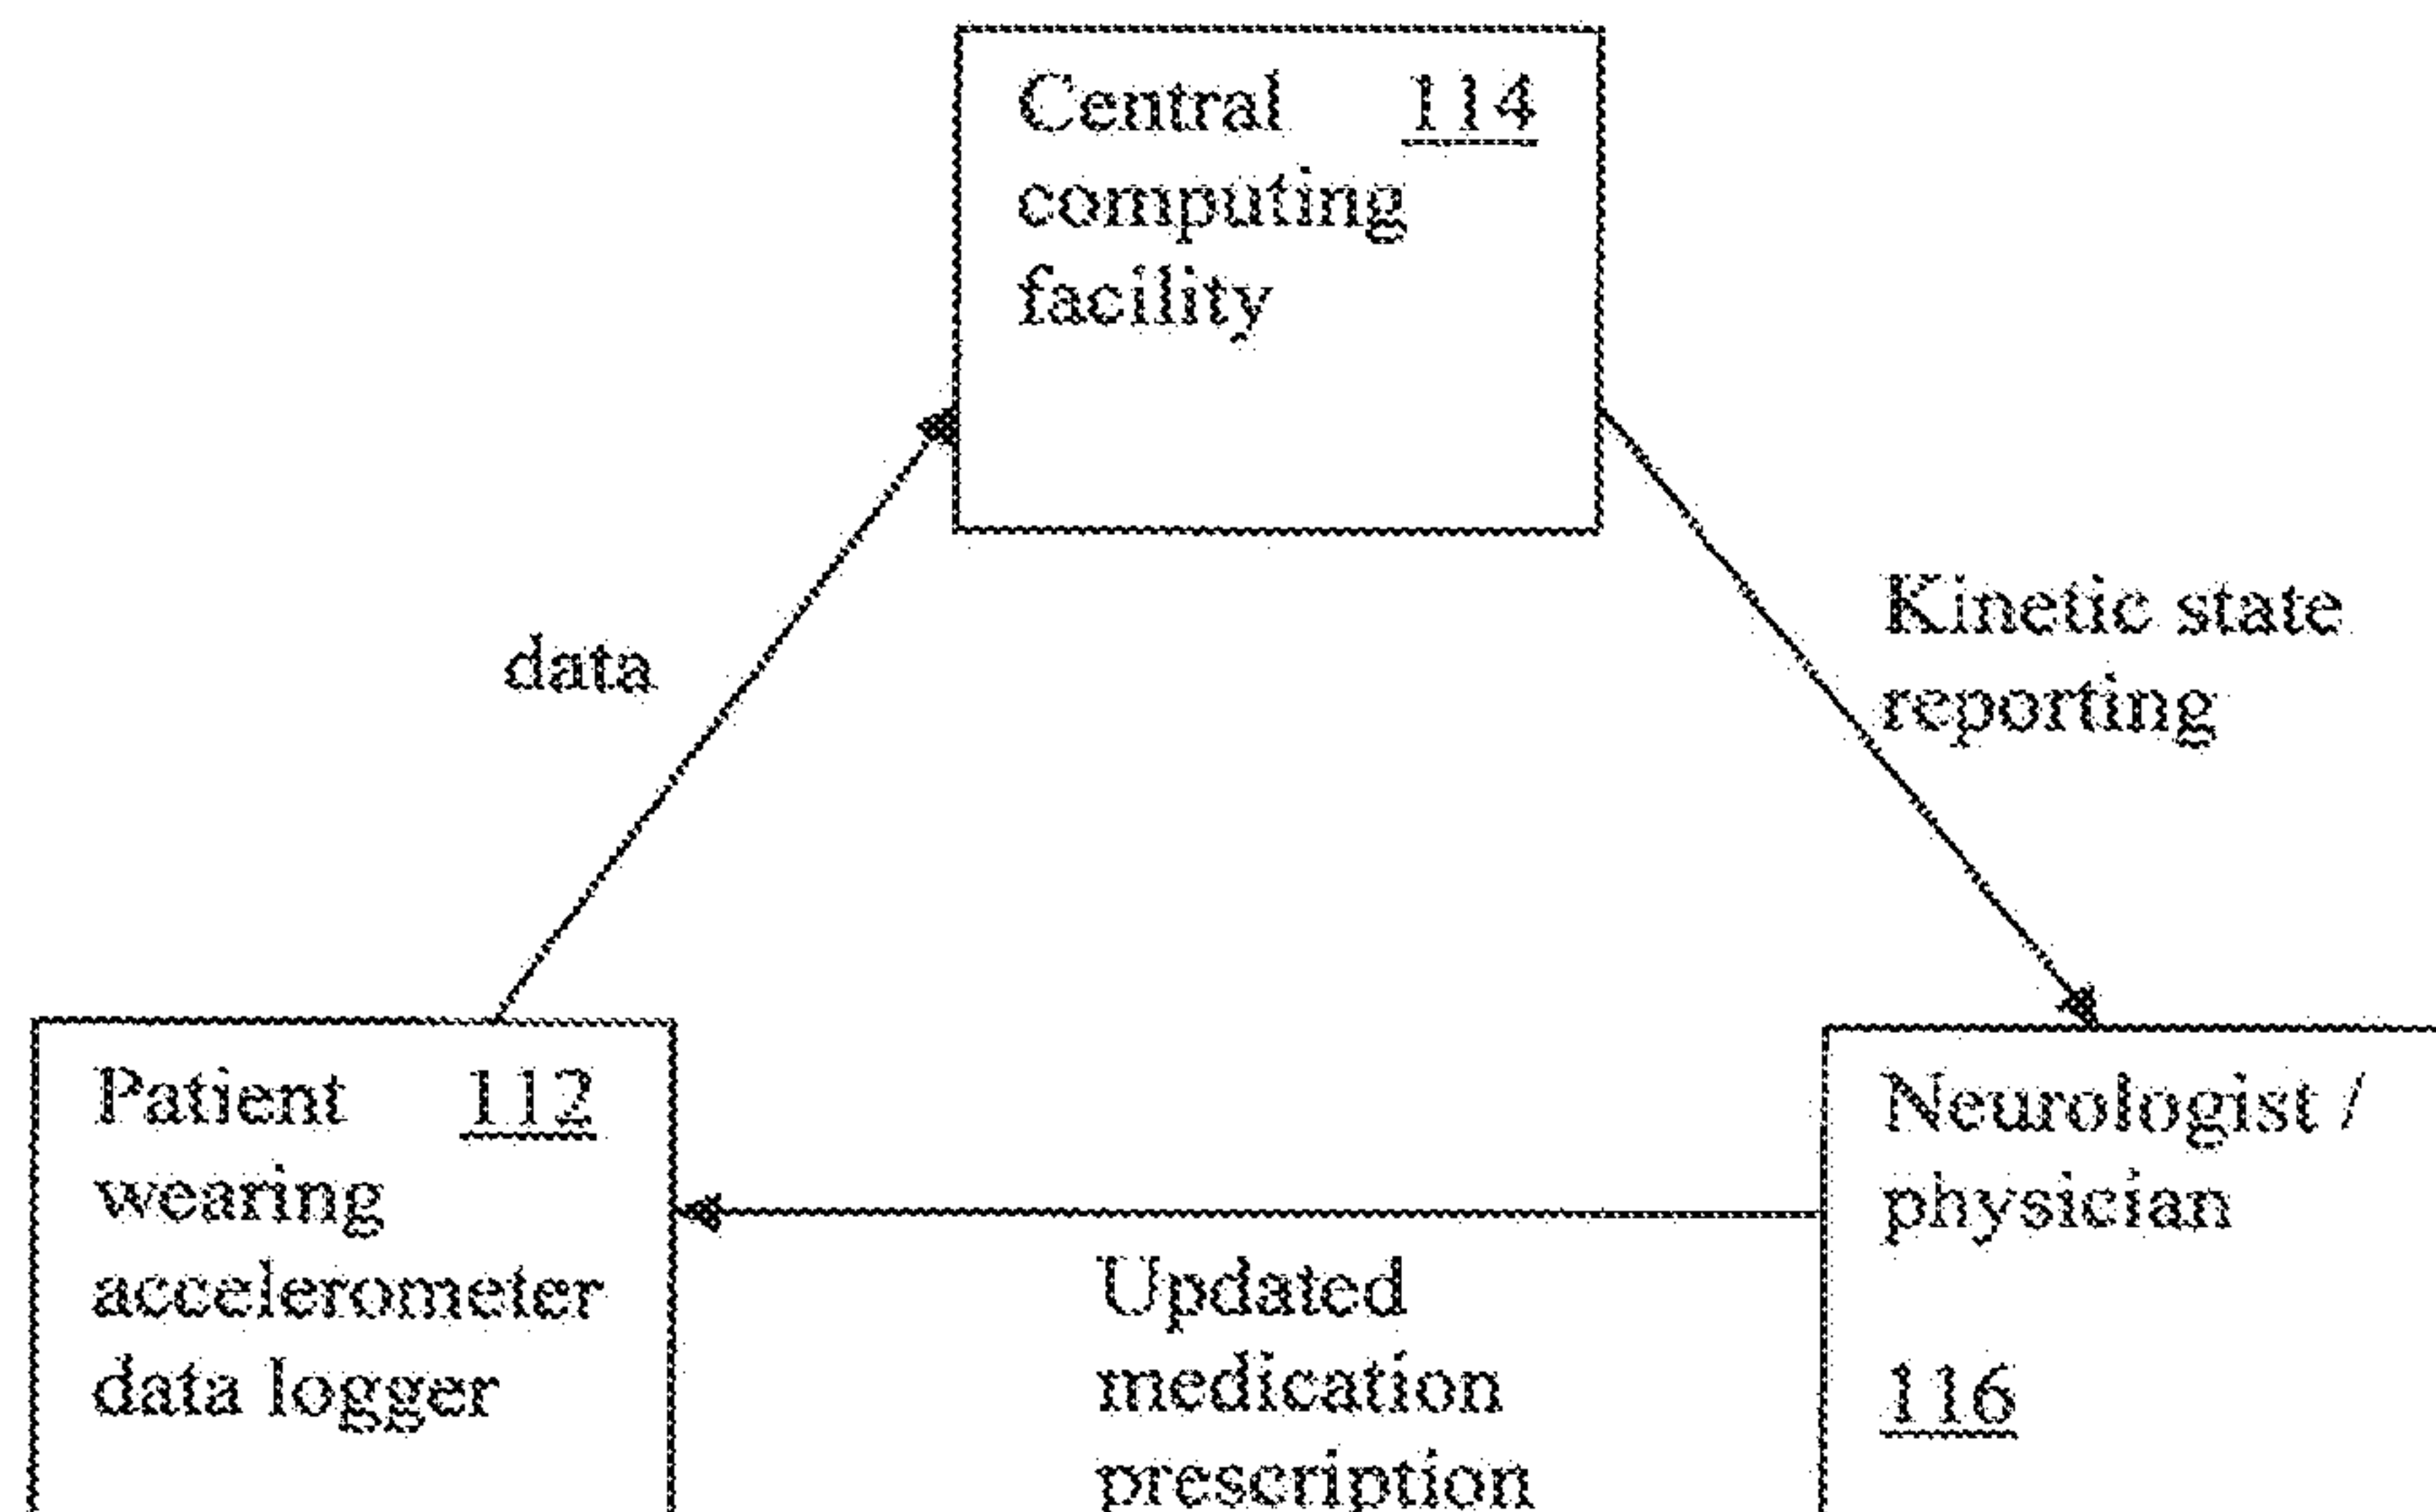 Central 114
computing
facility
data
Kinetic state
reporting
Patient 112
wearing
accelerometer
data logger
Updated
medication
prescription
Neurologist /
physician
116